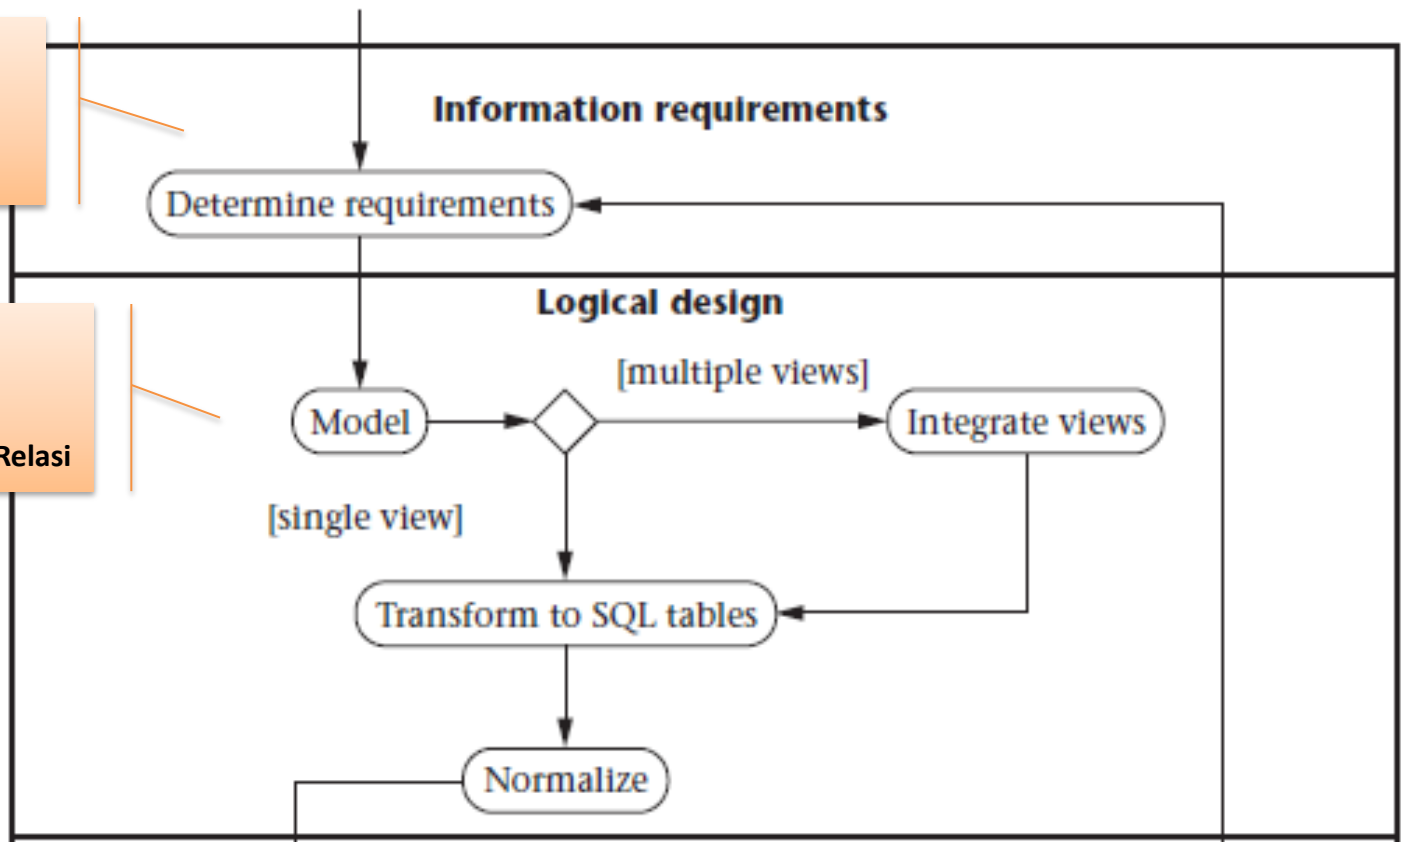 Information requirements
Determine requirements
Logical design
[multiple views]
Model
Integrate views
Relasi
[single view]
Transform to SQL tables
Normalize